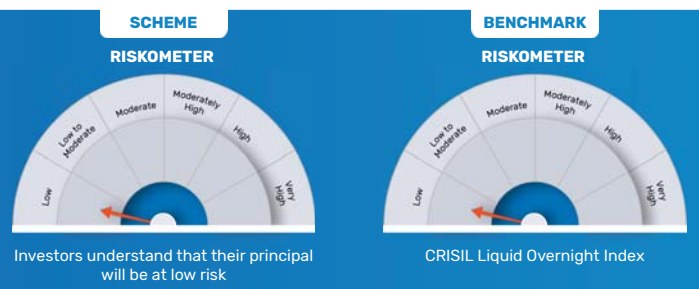 SCHEME
RISKOMETER
Low
Low to
Moderate
Moderate
Moderately
High
High
Very
High
Investors understand that their principal
will be at low risk
BENCHMARK
RISKOMETER
Low
Low to
Moderate
Moderate
Moderately
High
High
Very
High
CRISIL Liquid Overnight Index